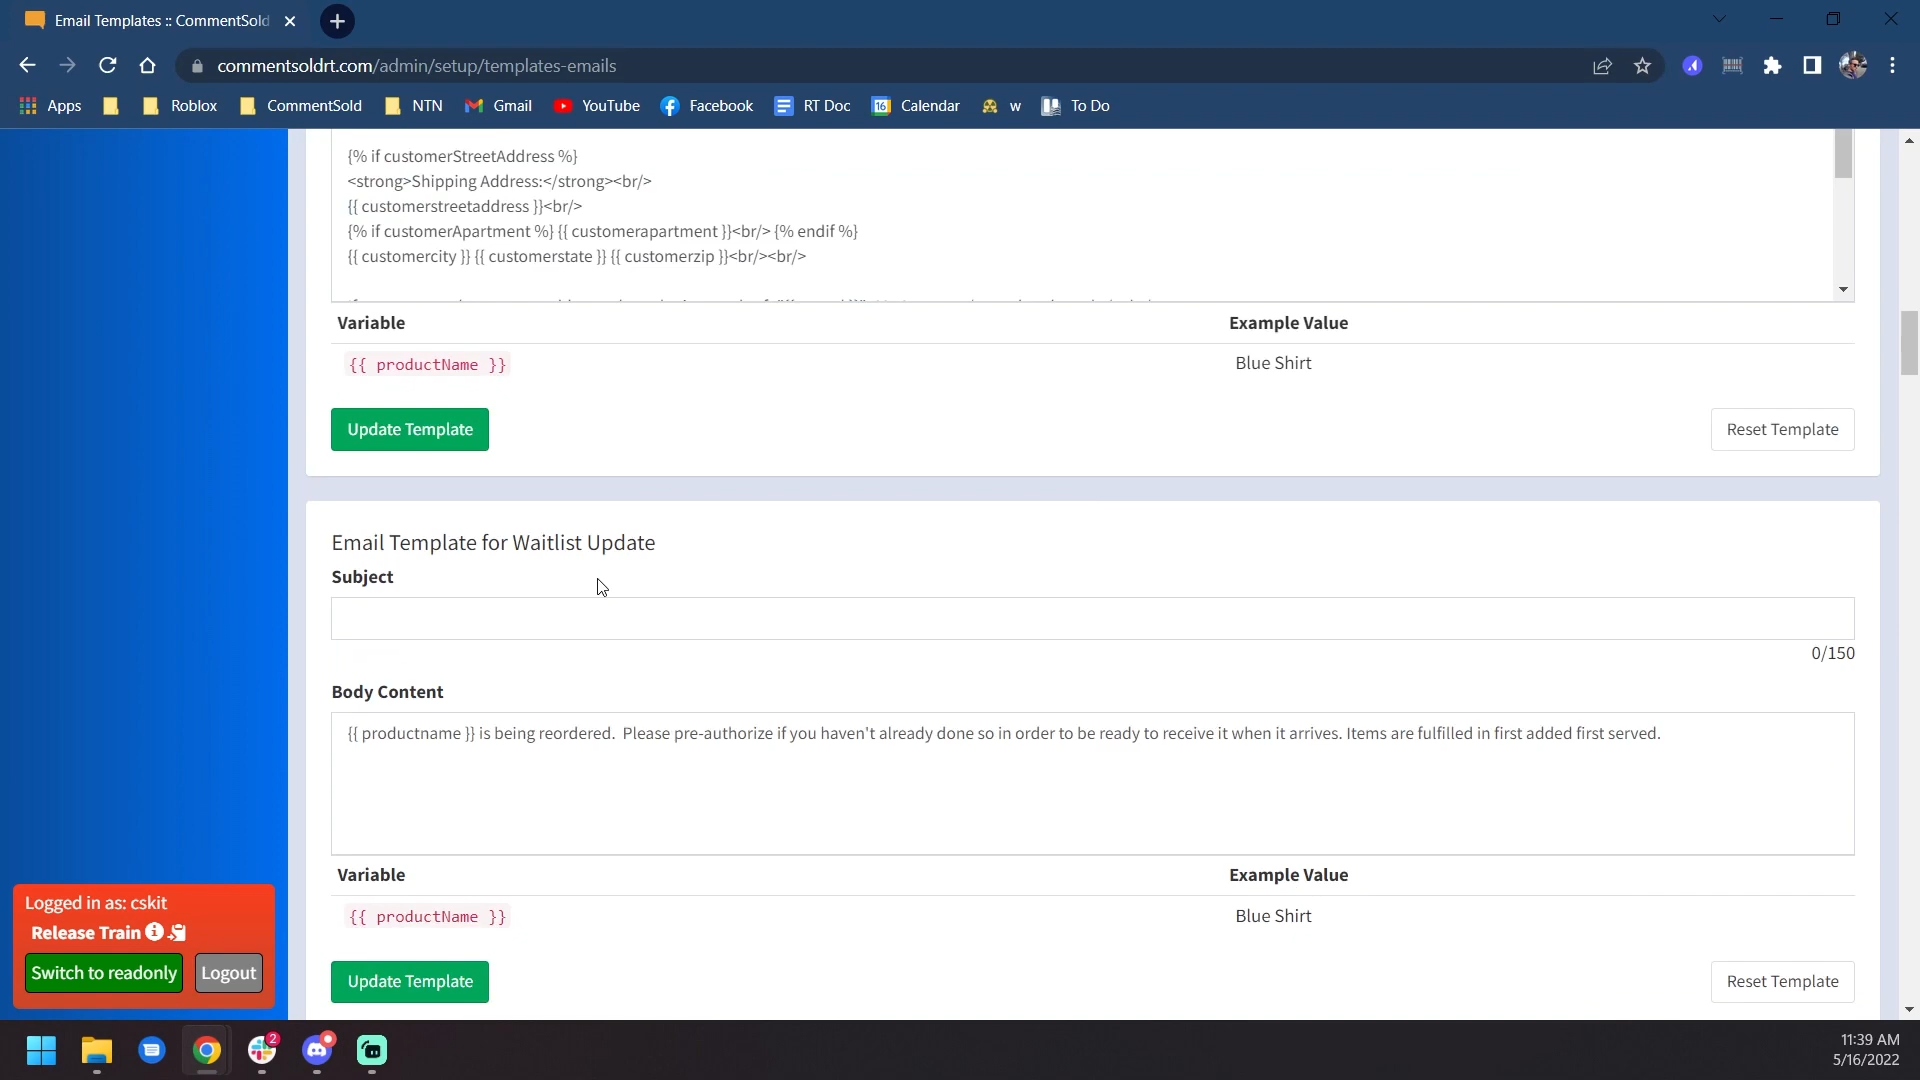 Email Templates :: CommentSold
commentsoldrt.com/admin/setup/templates-emails
Apps
Roblox
CommentSold
NTN
Gmail
YouTube
Facebook
RT Doc
16
Calendar
w
To Do
{% if customerStreetAddress %}
<strong>Shipping Address:</strong><br/>
{{ customerstreetaddress }}<br/>
{% if customerApartment %} {{ customerapartment }}<br/> {% endif %}
{{ customercity }} {{ customerstate }} {{ customerzip }}<br/><br/>
Variable
Example Value
{{ productName }}
Blue Shirt
Update Template
Reset Template
Email Template for Waitlist Update
Subject
0/150
Body Content
{{ productname }} is being reordered.  Please pre-authorize if you haven't already done so in order to be ready to receive it when it arrives. Items are fulfilled in first added first served.
Variable
Example Value
{{ productName }}
Blue Shirt
Update Template
Reset Template
Logged in as: cskit
Release Train
Switch to readonly
Logout
2
11:39 AM
5/16/2022